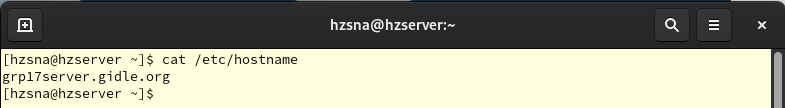 hzsna@hzserver:~
[hzsna@hzserver ~]$ cat /etc/hostname
grp17server.gidle.org
[hzsna@hzserver ~]$